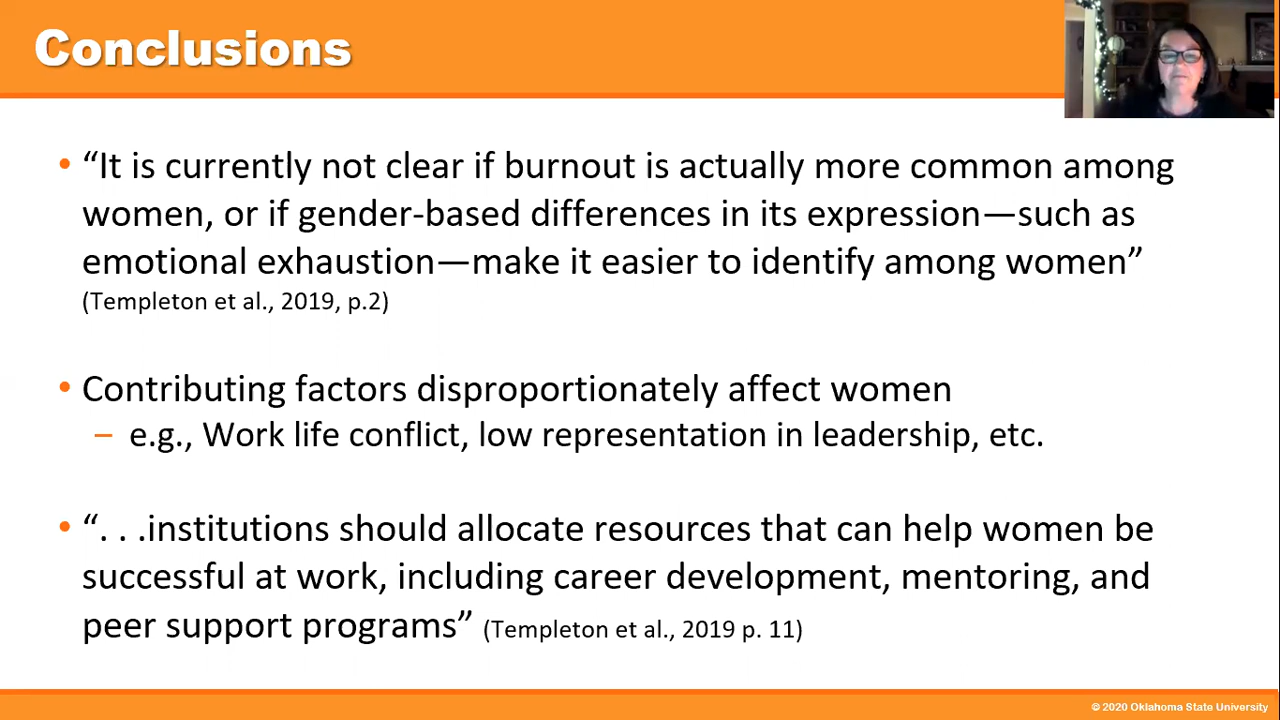 Conclusions
• “It is currently not clear if burnout is actually more common among
women, or if gender-based differences in its expression—such as
emotional exhaustion—make it easier to identify among women”
(Templeton et al., 2019, p.2)
• Contributing factors disproportionately affect women
– e.g., Work life conflict, low representation in leadership, etc.
• “. . .institutions should allocate resources that can help women be
successful at work, including career development, mentoring, and
peer support programs” (Templeton et al., 2019 p. 11)
© 2020 Oklahoma State University